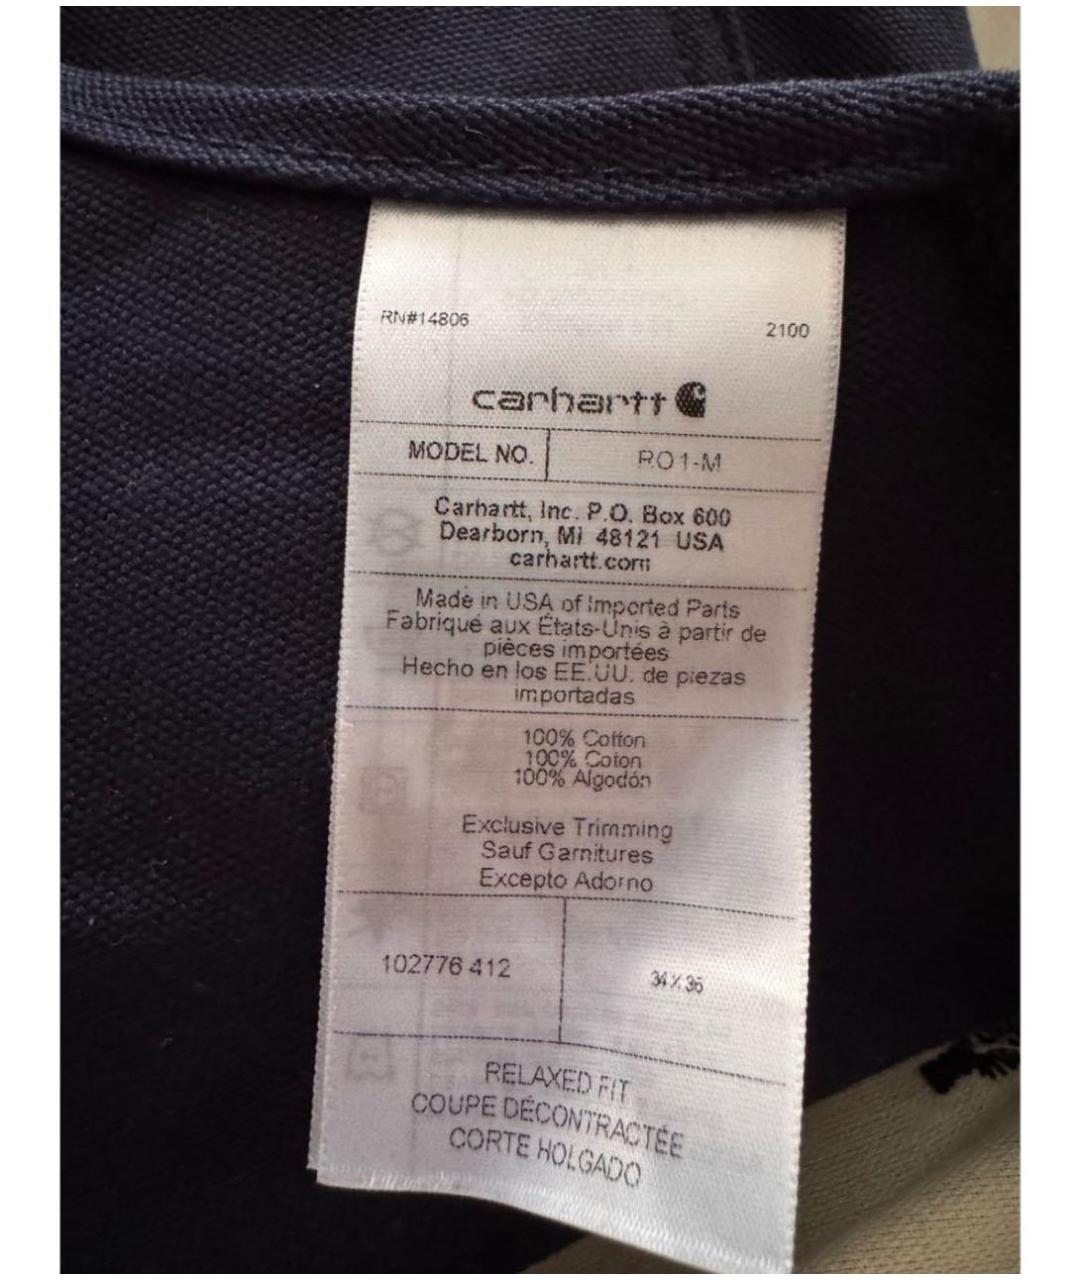 RN#14806 2100
carhartt
MODEL NO. RO1-M
Carhartt, Inc. P.O. Box 600
Dearborn, MI 48121 USA
carhartt.com
Made in USA of Imported Parts
Fabriqué aux États-Unis à partir de
pièces importées
Hecho en los EE.UU. de piezas
importadas
100% Cotton
100% Coton
100% Algodón
Exclusive Trimming
Sauf Garnitures
Excepto Adorno
102776 412 34 X 36
RELAXED FIT
COUPE DÉCONTRACTÉE
CORTE HOLGADO